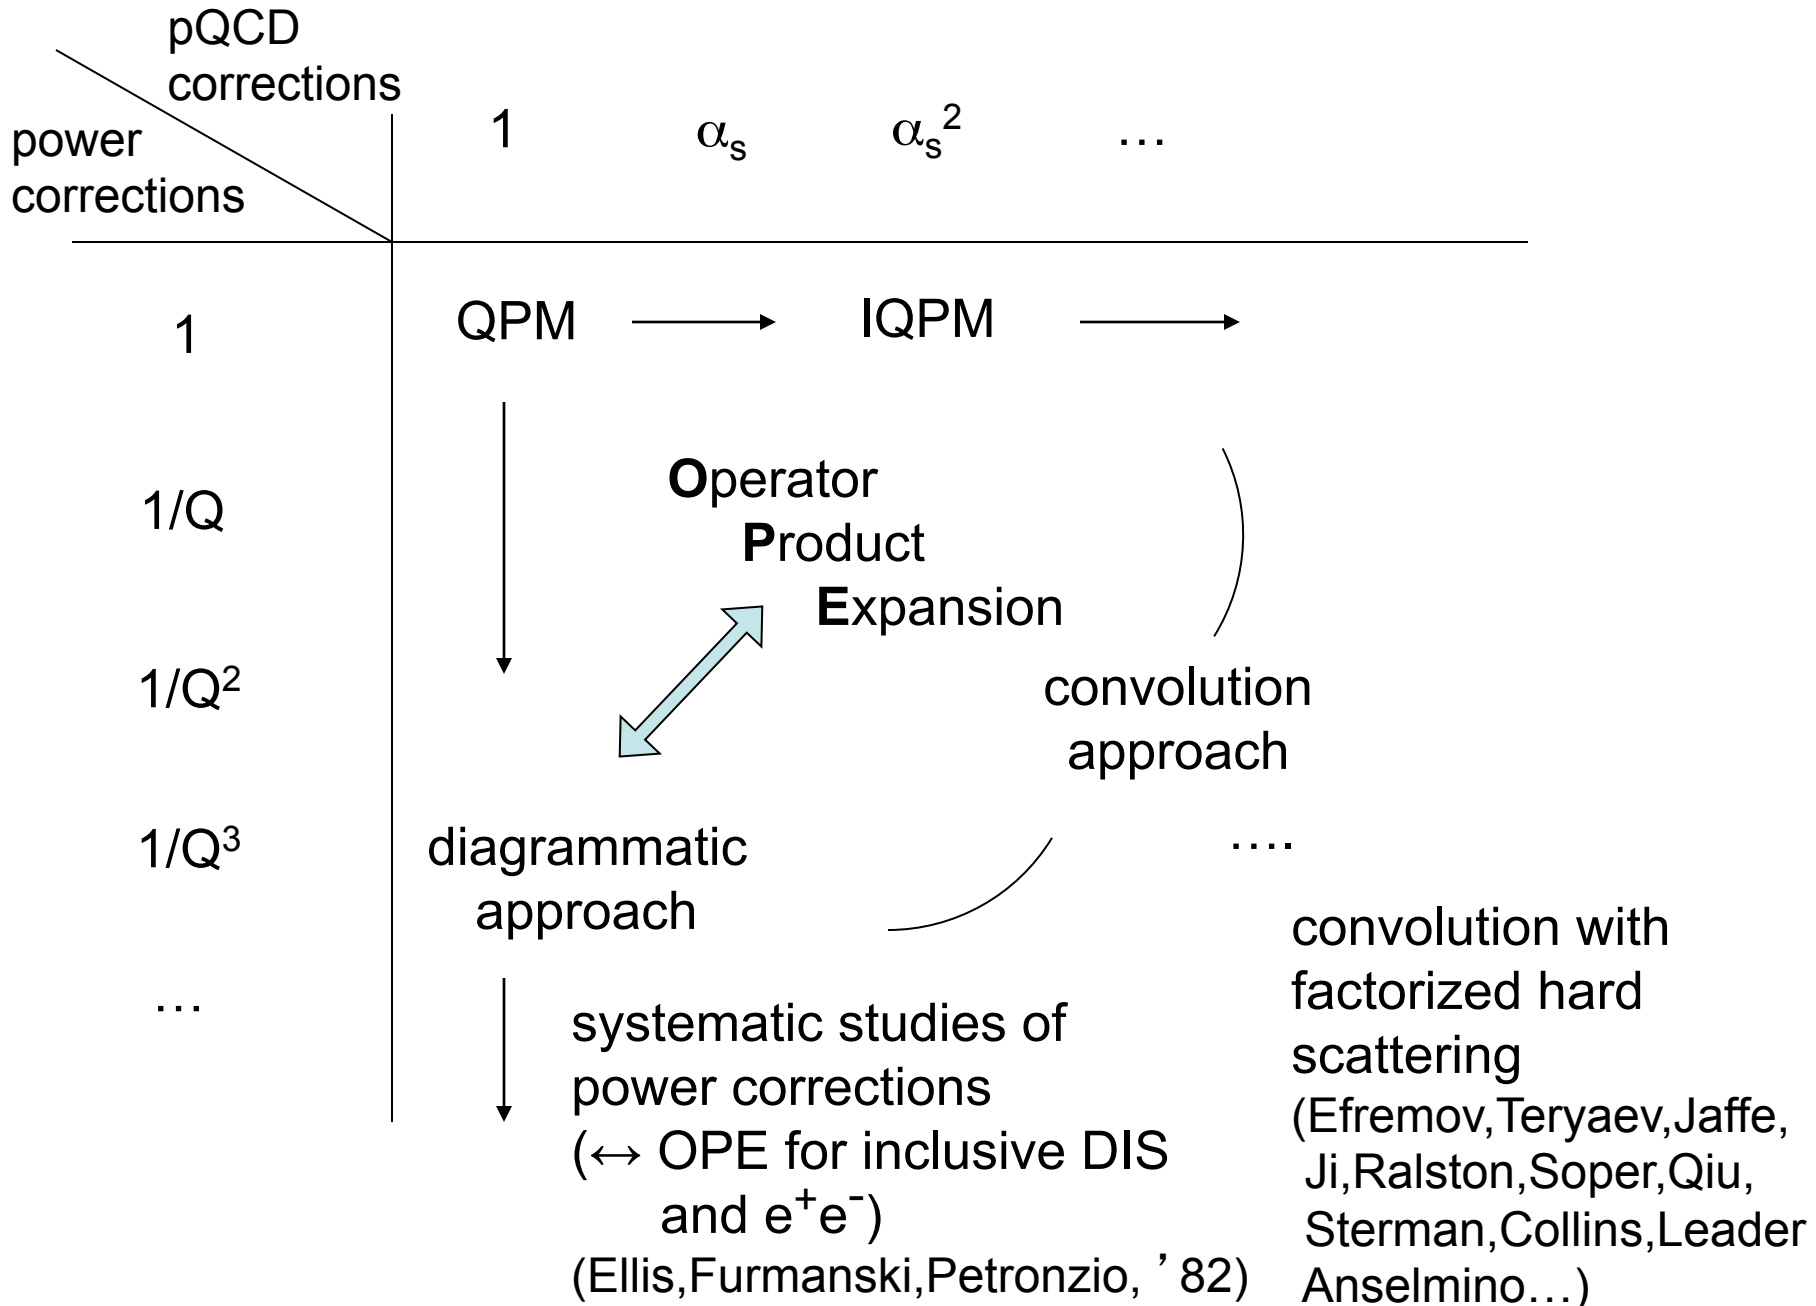 pQCD
corrections
power
corrections
1 αs αs² …
1 QPM IQPM
1/Q
Operator
Product
Expansion
1/Q²
convolution
approach
1/Q³
diagrammatic
approach
….
…
systematic studies of
power corrections
(↔ OPE for inclusive DIS
and e⁺e⁻)
(Ellis,Furmanski,Petronzio, ’82)
convolution with
factorized hard
scattering
(Efremov,Teryaev,Jaffe,
Ji,Ralston,Soper,Qiu,
Sterman,Collins,Leader
Anselmino…)